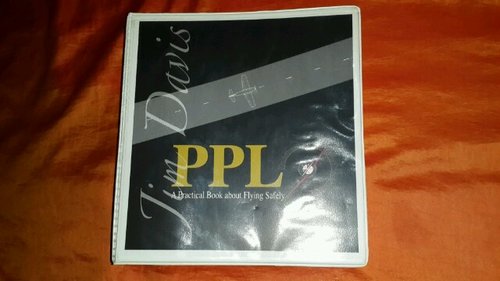 Jim Davis
PPL
A Practical Book about Flying Safely